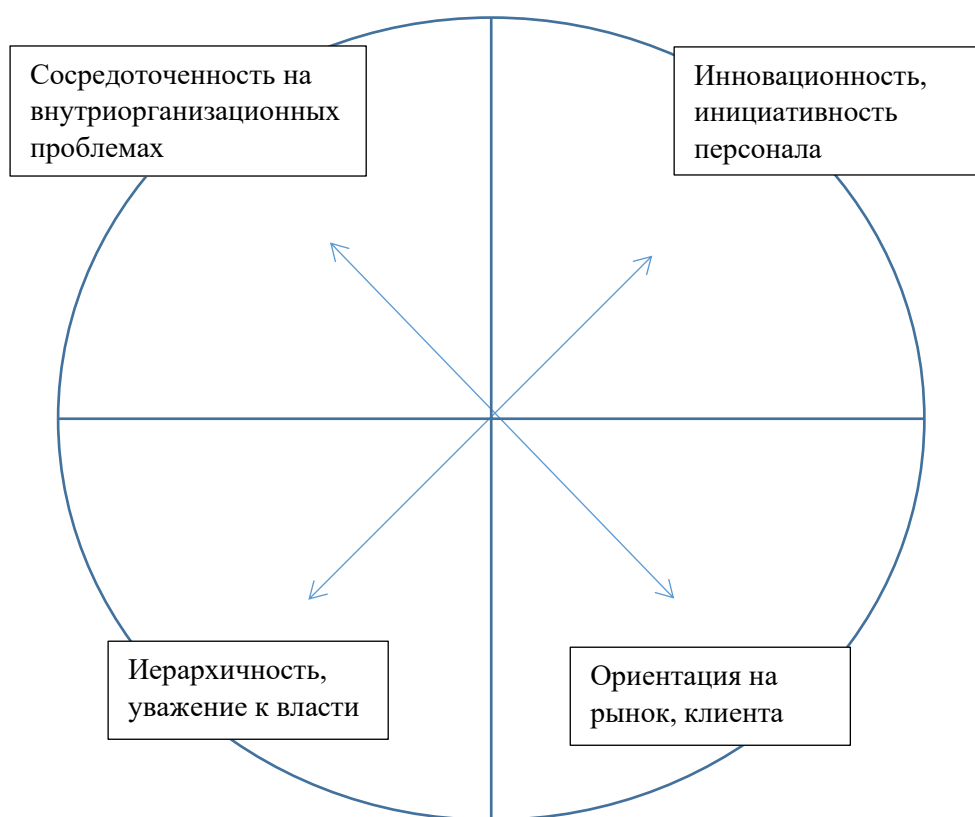 Сосредоточенность на
внутриорганизационных
проблемах
Инновационность,
инициативность
персонала
Иерархичность,
уважение к власти
Ориентация на
рынок, клиента